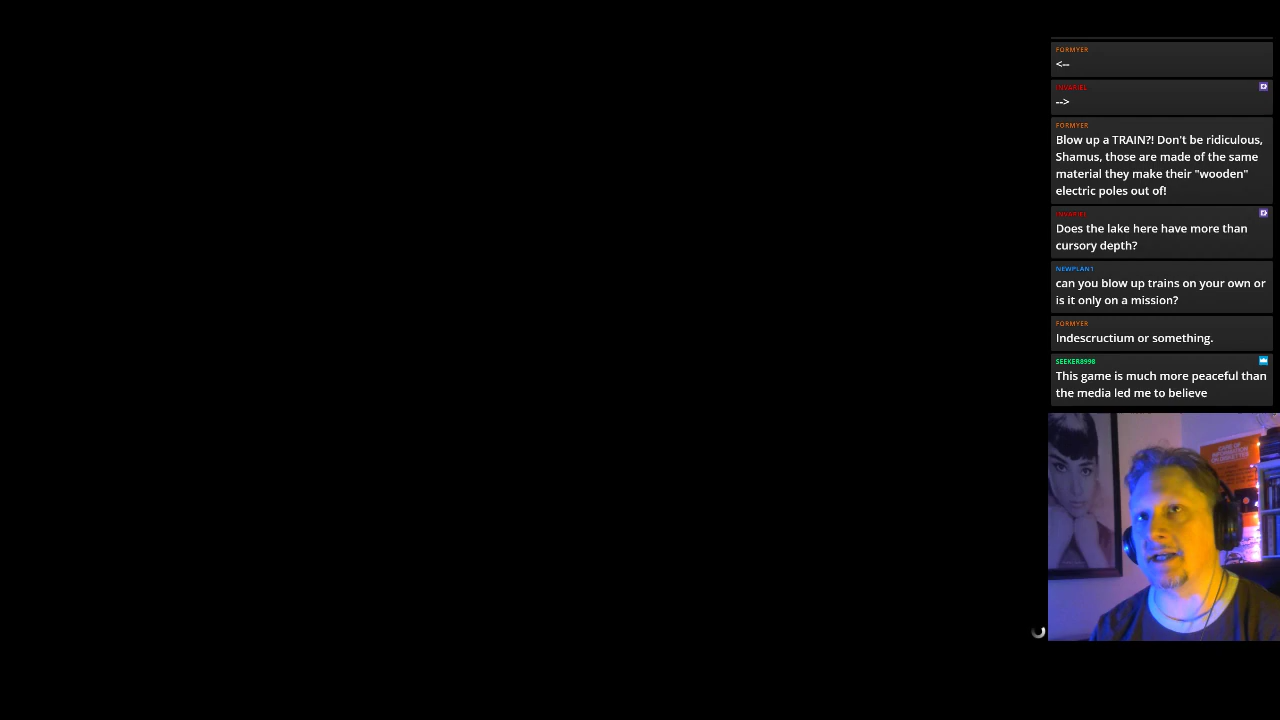 FORMYER
<--
INVARIEL
-->
FORMYER
Blow up a TRAIN?! Don't be ridiculous,
Shamus, those are made of the same
material they make their "wooden"
electric poles out of!
INVARIEL
Does the lake here have more than
cursory depth?
NEWPLAN1
can you blow up trains on your own or
is it only on a mission?
FORMYER
Indescructium or something.
SEEKER8998
This game is much more peaceful than
the media led me to believe